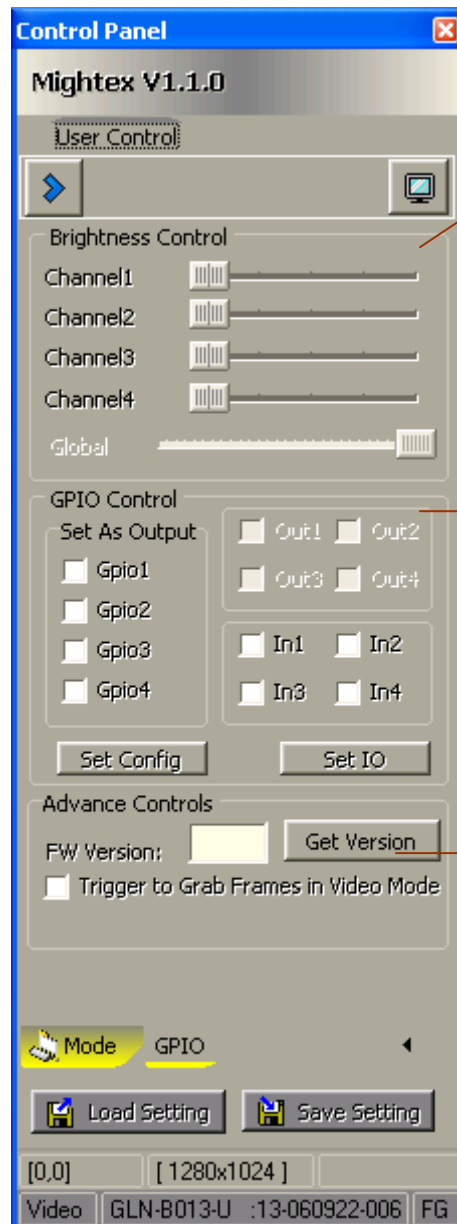 Control Panel
Mightex V1.1.0
User Control
Brightness Control
Channel1
Channel2
Channel3
Channel4
Global
GPIO Control
Set As Output
Out1 Out2
Gpio1
Out3 Out4
Gpio2
Gpio3
In1 In2
Gpio4
In3 In4
Set Config Set IO
Advance Controls
FW Version: Get Version
Trigger to Grab Frames in Video Mode
Mode GPIO
Load Setting Save Setting
[0,0] [ 1280x1024 ]
Video GLN-B013-U :13-060922-006 FG